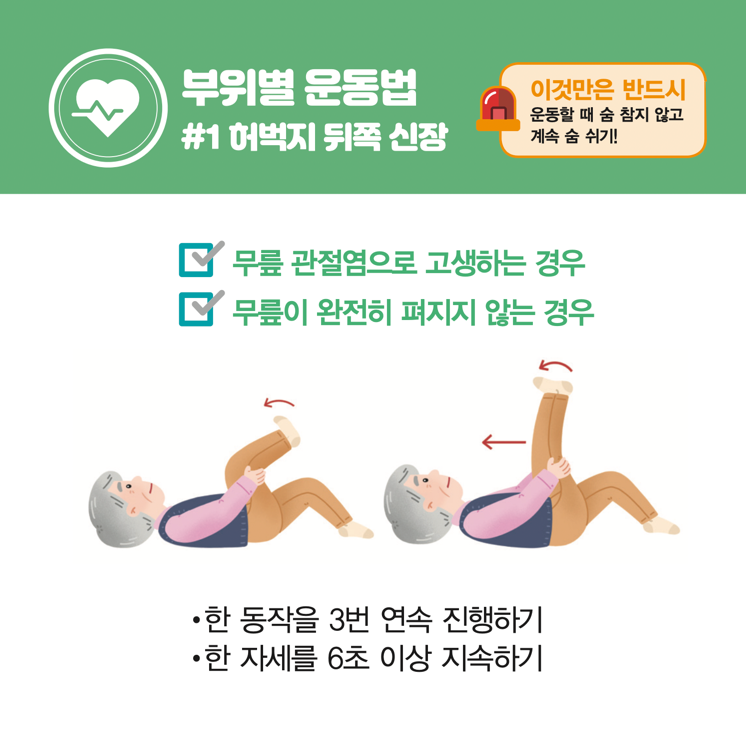 부위별 운동법
#1 허벅지 뒤쪽 신장
이것만은 반드시
운동할 때 숨 참지 않고
계속 숨 쉬기!
무릎 관절염으로 고생하는 경우
무릎이 완전히 펴지지 않는 경우
•한 동작을 3번 연속 진행하기
•한 자세를 6초 이상 지속하기